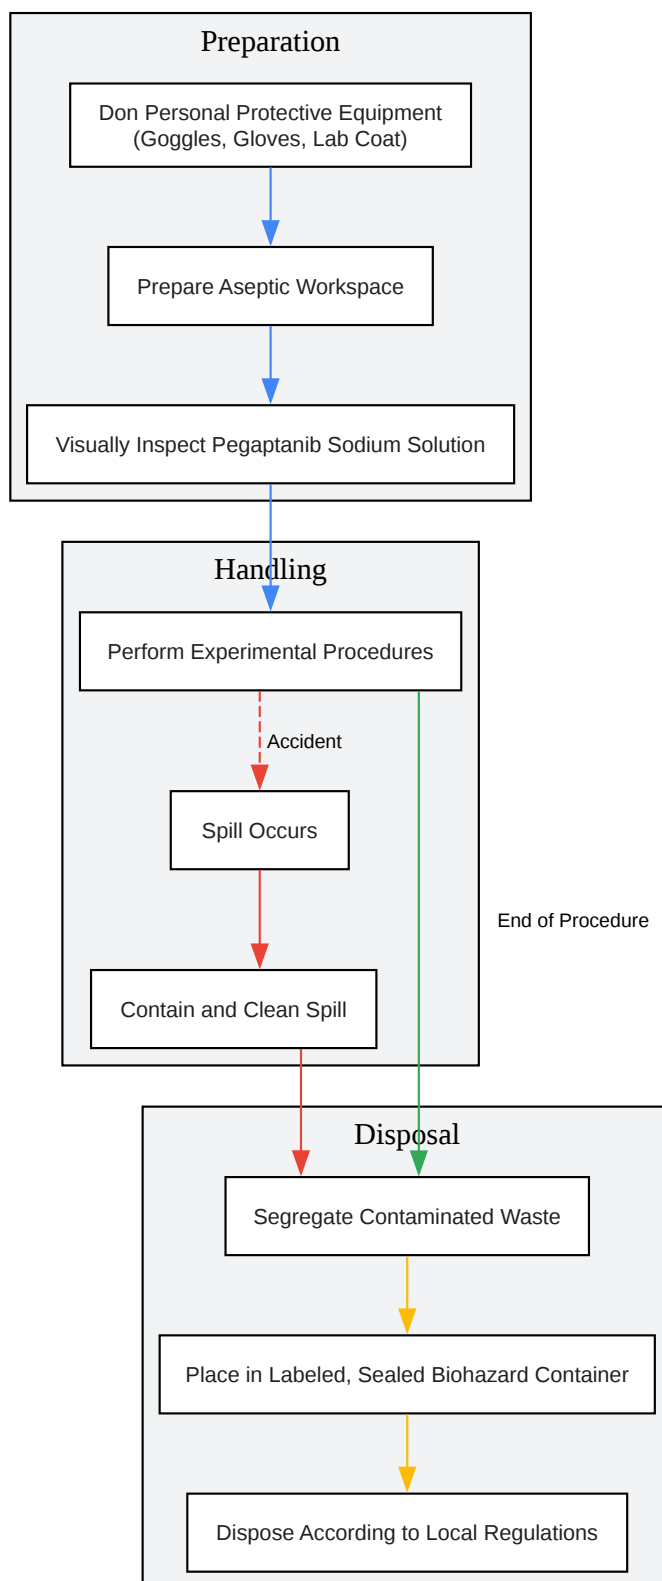 Preparation
Don Personal Protective Equipment
(Goggles, Gloves, Lab Coat)
Prepare Aseptic Workspace
Visually Inspect Pegaptanib Sodium Solution
Handling
Perform Experimental Procedures
Accident
Spill Occurs
End of Procedure
Contain and Clean Spill
Disposal
Segregate Contaminated Waste
Place in Labeled, Sealed Biohazard Container
Dispose According to Local Regulations